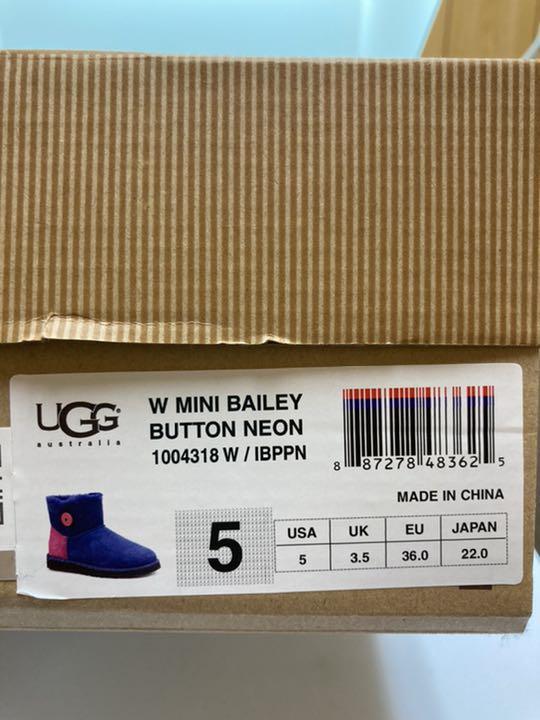 UGG®
australia
W MINI BAILEY
BUTTON NEON
1004318 W / IBPPN
8 87278 48362 5
MADE IN CHINA
5
USA UK EU JAPAN
5 3.5 36.0 22.0